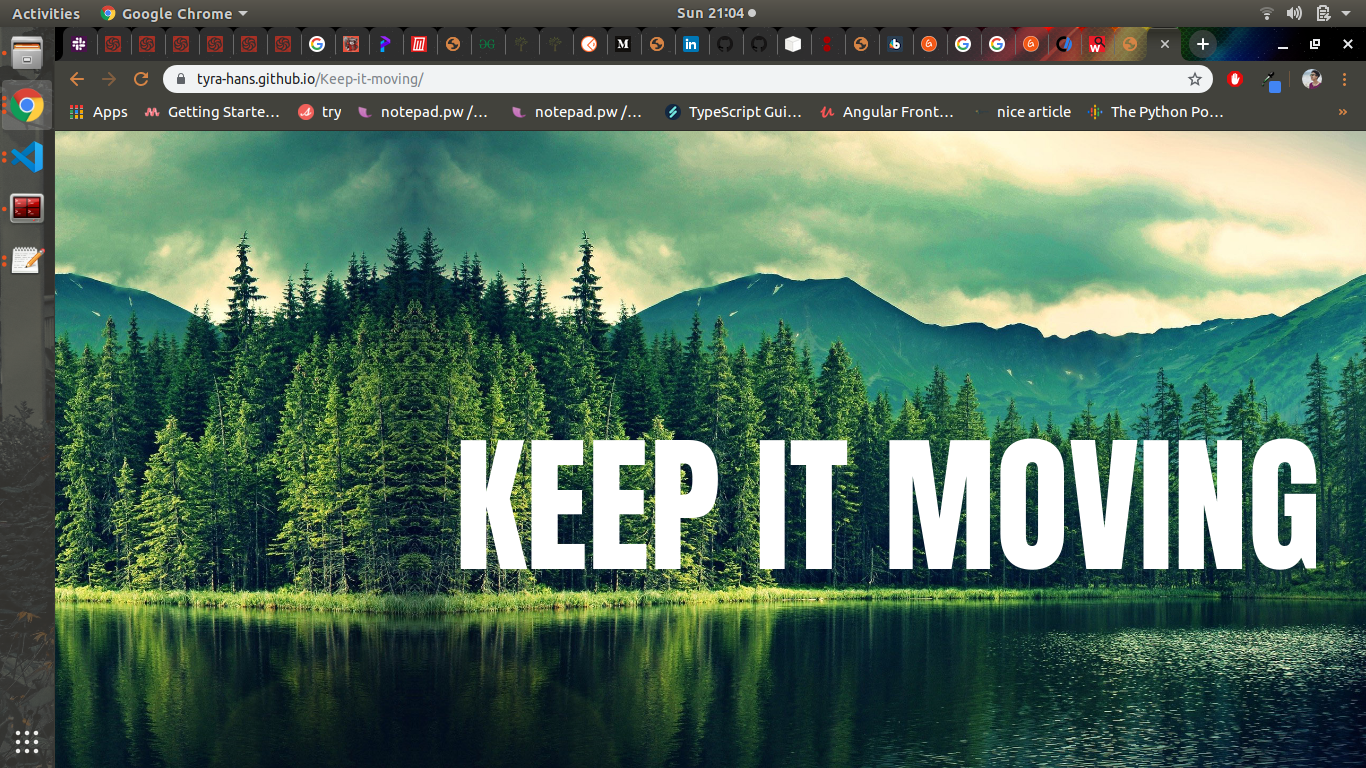 Activities Google Chrome Sun 21:04
tyra-hans.github.io/Keep-it-moving/
Apps Getting Starte... try notepad.pw /... notepad.pw /... TypeScript Gui... Angular Front... nice article The Python Po... »
KEEP IT MOVING